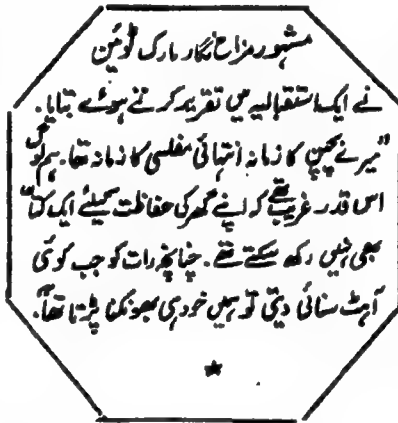 مشہور مزاح نگار مارک ٹوئین
نے ایک استقبالیہ میں تقریر کرتے ہوئے بتایا.
"میرے بچپن کا زمانہ انتہائی مفلسی کا زمانہ تھا. ہم لوگ
اس قدر غریب تھے کہ اپنے گھر کی حفاظت کیلئے ایک کتا
بھی نہیں رکھ سکتے تھے. چنانچہ رات کو جب کوئی
آہٹ سنائی دیتی تو ہمیں خود ہی بھونکنا پڑتا تھا".